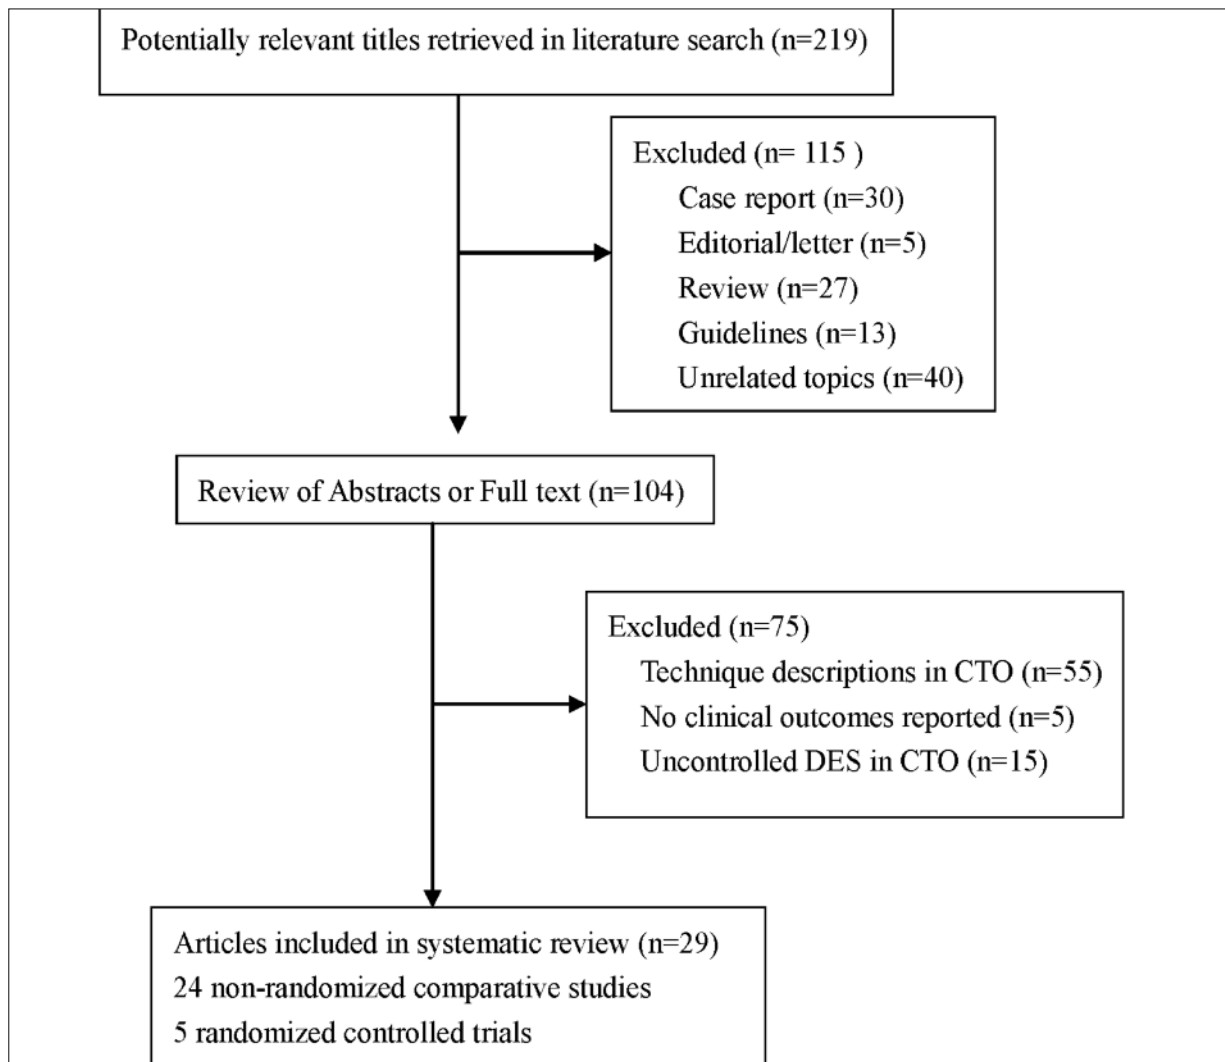 Potentially relevant titles retrieved in literature search (n=219)
Excluded (n= 115 )
Case report (n=30)
Editorial/letter (n=5)
Review (n=27)
Guidelines (n=13)
Unrelated topics (n=40)
Review of Abstracts or Full text (n=104)
Excluded (n=75)
Technique descriptions in CTO (n=55)
No clinical outcomes reported (n=5)
Uncontrolled DES in CTO (n=15)
Articles included in systematic review (n=29)
24 non-randomized comparative studies
5 randomized controlled trials